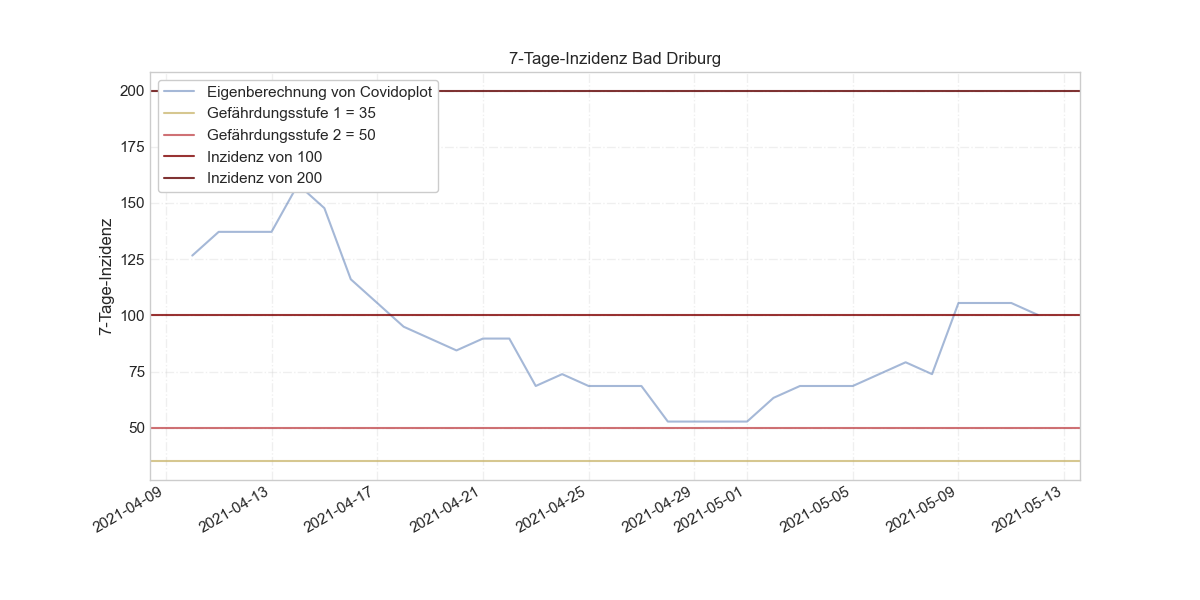 7-Tage-Inzidenz Bad Driburg
7-Tage-Inzidenz
200
175
150
125
100
75
50
Eigenberechnung von Covidoplot
Gefährdungsstufe 1 = 35
Gefährdungsstufe 2 = 50
Inzidenz von 100
Inzidenz von 200
2021-04-09
2021-04-13
2021-04-17
2021-04-21
2021-04-25
2021-04-29
2021-05-01
2021-05-05
2021-05-09
2021-05-13